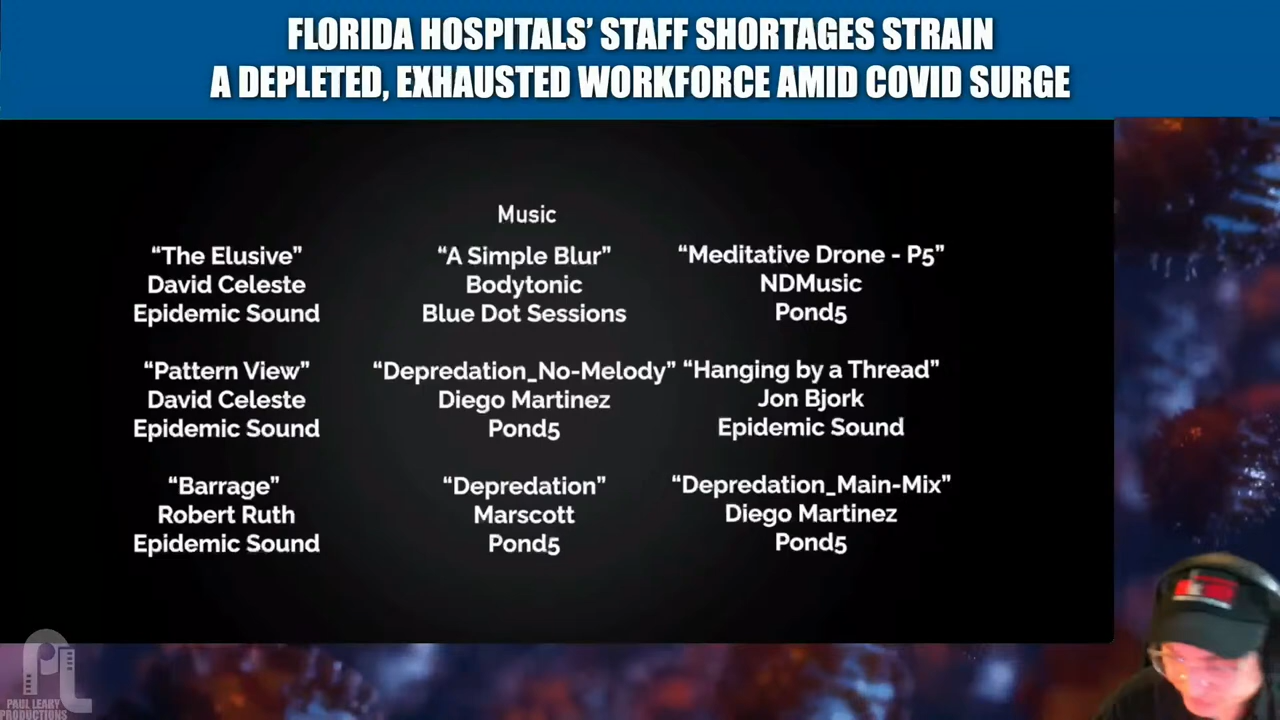 FLORIDA HOSPITALS’ STAFF SHORTAGES STRAIN
A DEPLETED, EXHAUSTED WORKFORCE AMID COVID SURGE
Music
“The Elusive”
David Celeste
Epidemic Sound
“A Simple Blur”
Bodytonic
Blue Dot Sessions
“Meditative Drone - P5”
NDMusic
Pond5
“Pattern View”
David Celeste
Epidemic Sound
“Depredation_No-Melody”
Diego Martinez
Pond5
“Hanging by a Thread”
Jon Bjork
Epidemic Sound
“Barrage”
Robert Ruth
Epidemic Sound
“Depredation”
Marscott
Pond5
“Depredation_Main-Mix”
Diego Martinez
Pond5
PAUL LEARY
PRODUCTIONS